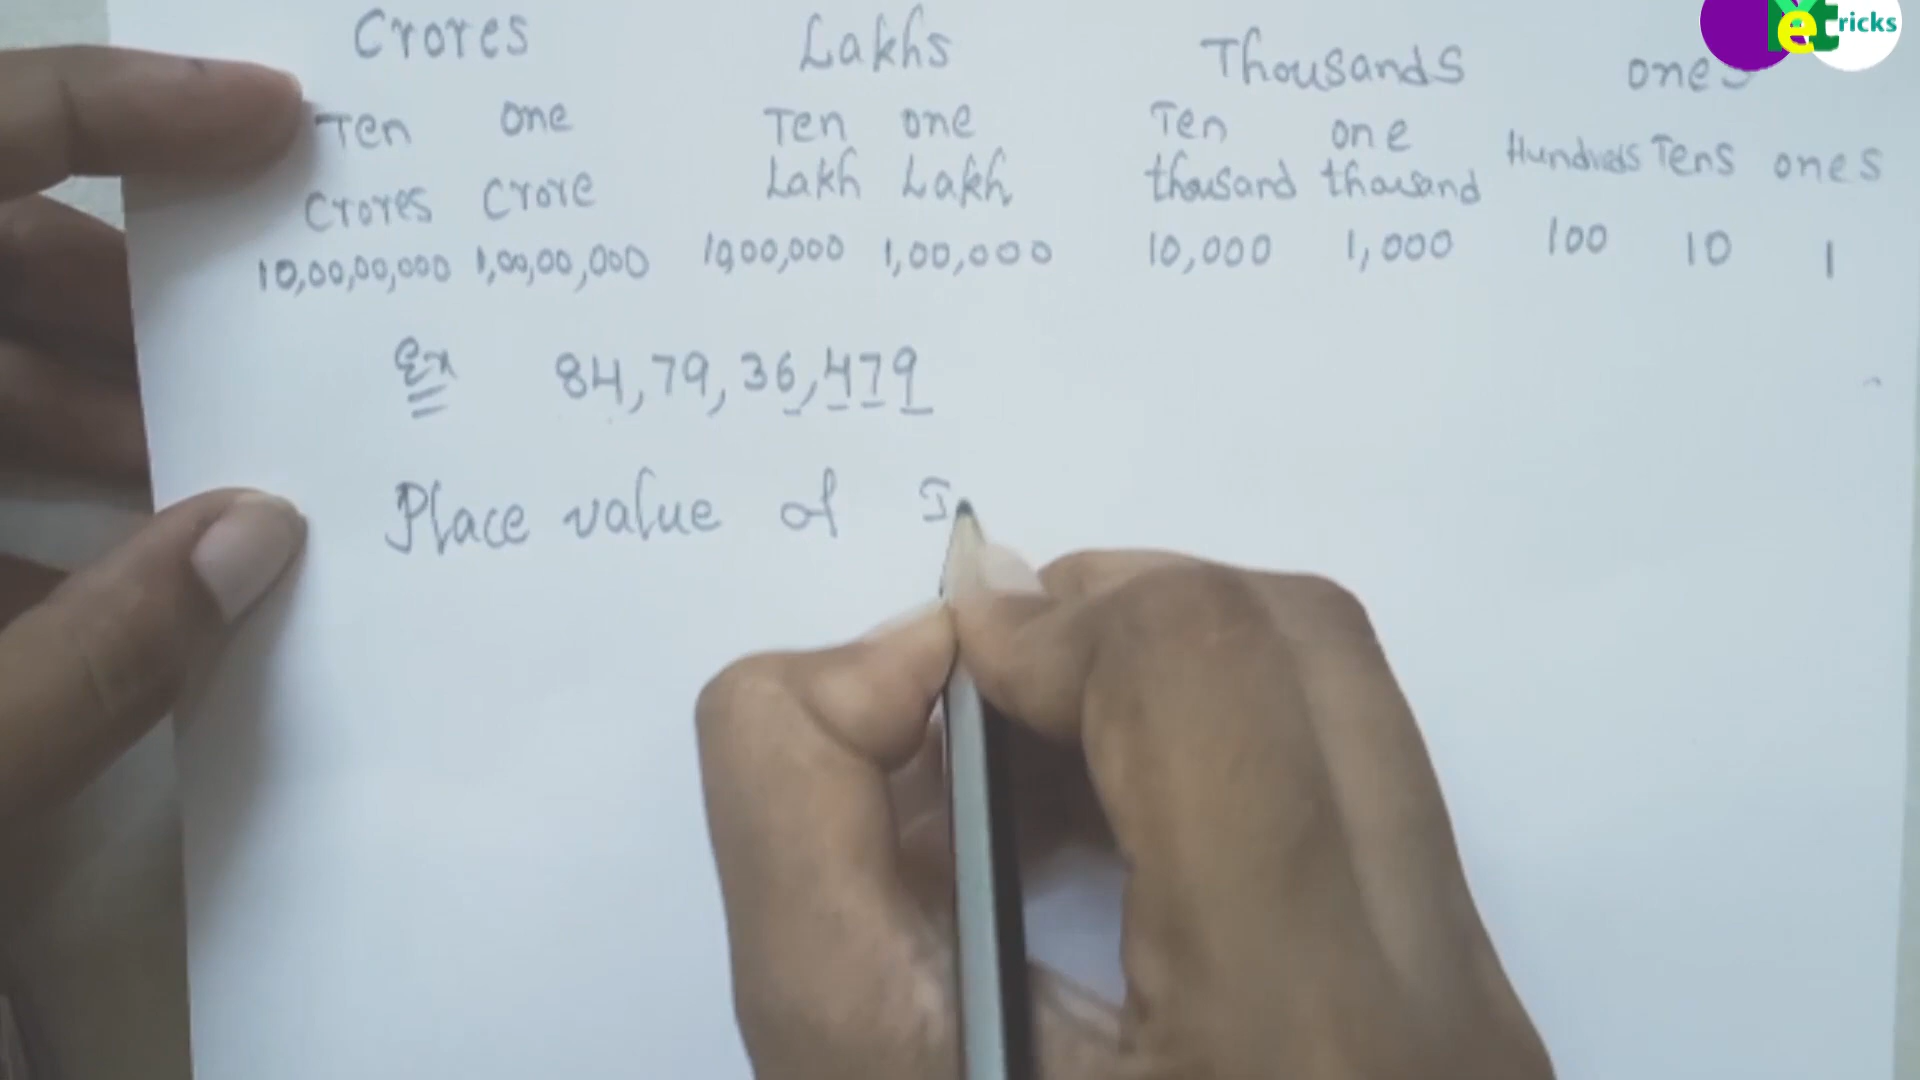 Crores Lakhs Thousands ones
Ten one Ten one Ten one Hundreds Tens ones
Crores Crore Lakh Lakh thousand thousand
10,00,00,000 1,00,00,000 10,00,000 1,00,000 10,000 1,000 100 10 1
Ex 84,79,36,479
Place value of